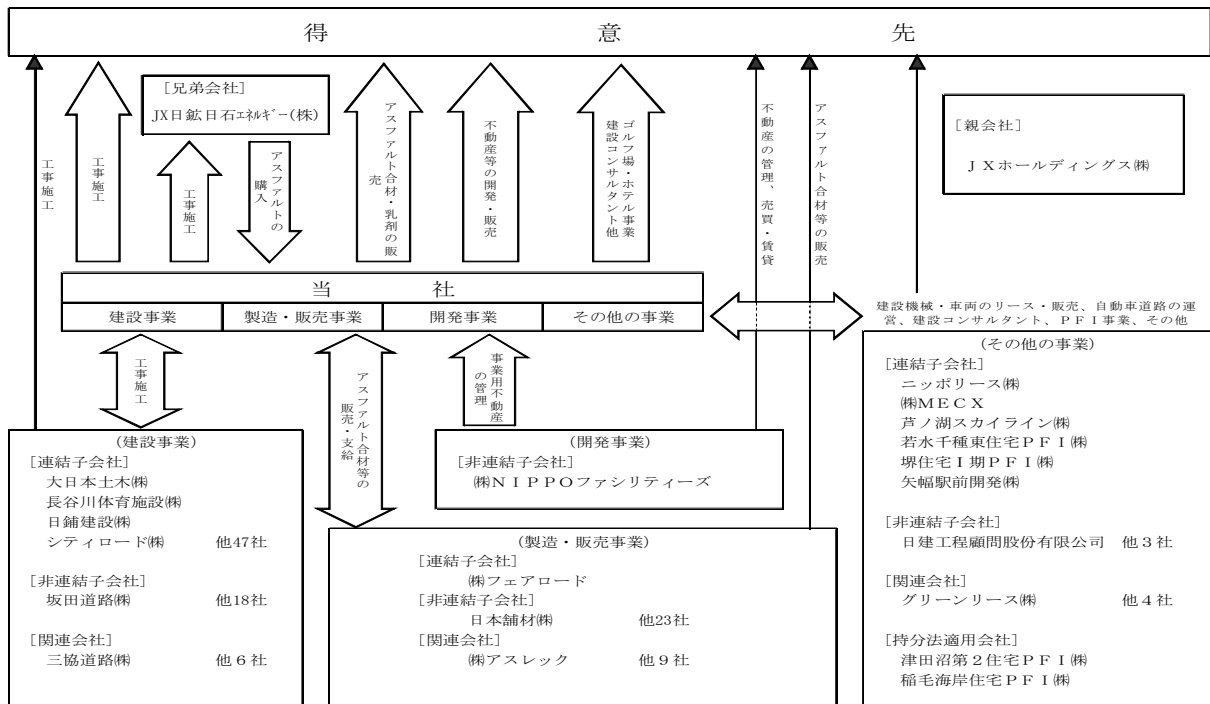 得意先
工事施工
工事施工
[兄弟会社]
JX日鉱日石エネルギー(株)
工事施工
アスファルトの
購入
アスファルト合材・乳剤の販
売
不動産等の開発・
販売
ゴルフ場・ホテル事業
建設コンサルタント他
不動産の管理、売買・賃貸
アスファルト合材等の販売
[親会社]
ＪＸホールディングス㈱
当社
建設事業
製造・販売事業
開発事業
その他の事業
建設機械・車両のリース・販売、自動車道路の運
営、建設コンサルタント、ＰＦＩ事業、その他
工事施工
アスファルト合材等の
販売・支給
事業用不動産
の管理
(建設事業)
[連結子会社]
大日本土木㈱
長谷川体育施設㈱
日鋪建設㈱
シティロード㈱　他47社
[非連結子会社]
坂田道路㈱　他18社
[関連会社]
三協道路㈱　他６社
(開発事業)
[非連結子会社]
㈱ＮＩＰＰＯファシリティーズ
(製造・販売事業)
[連結子会社]
㈱フェアロード
[非連結子会社]
日本舗材㈱　他23社
[関連会社]
㈱アスレック　他９社
(その他の事業)
[連結子会社]
ニッポリース㈱
㈱ＭＥＣＸ
芦ノ湖スカイライン㈱
若水千種東住宅ＰＦＩ㈱
堺住宅Ｉ期ＰＦＩ㈱
矢幅駅前開発㈱
[非連結子会社]
日建工程顧問股份有限公司　他３社
[関連会社]
グリーンリース㈱　他４社
[持分法適用会社]
津田沼第２住宅ＰＦＩ㈱
稲毛海岸住宅ＰＦＩ㈱